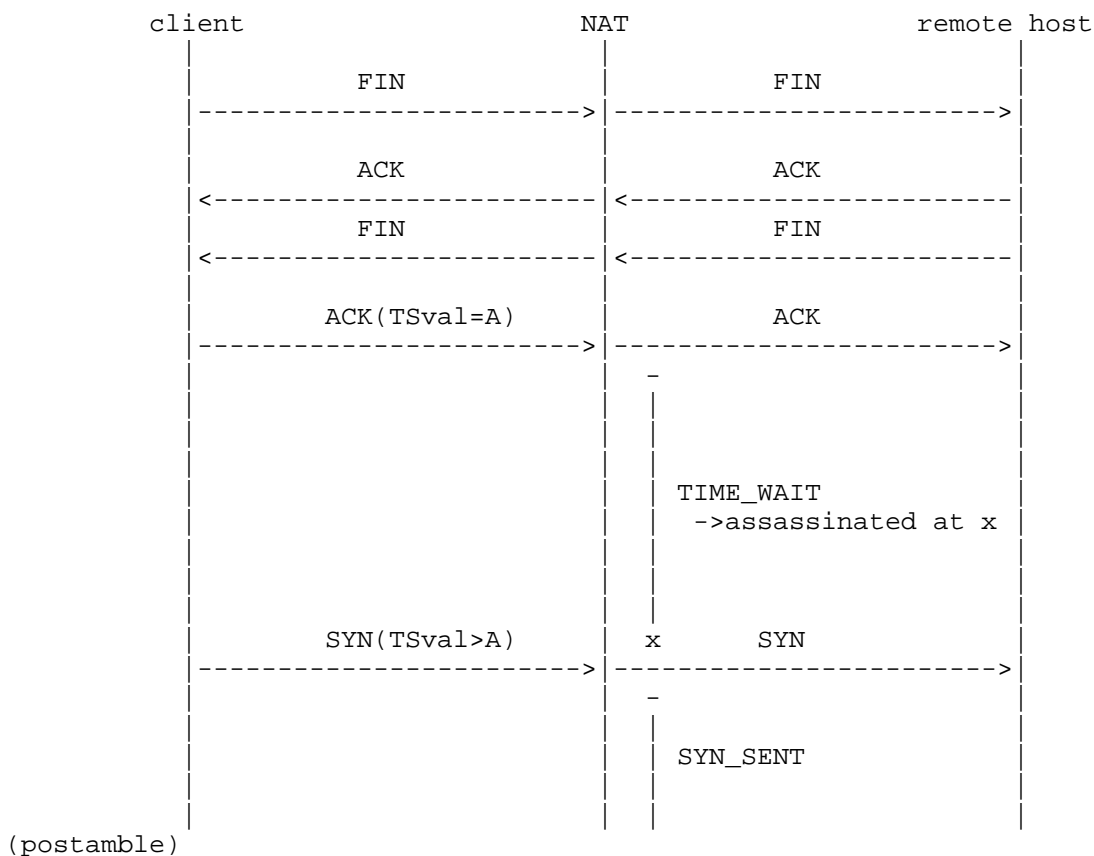 client NAT remote host
FIN FIN
ACK ACK
FIN FIN
ACK(TSval=A) ACK
TIME_WAIT
->assassinated at x
SYN(TSval>A) x SYN
SYN_SENT
(postamble)